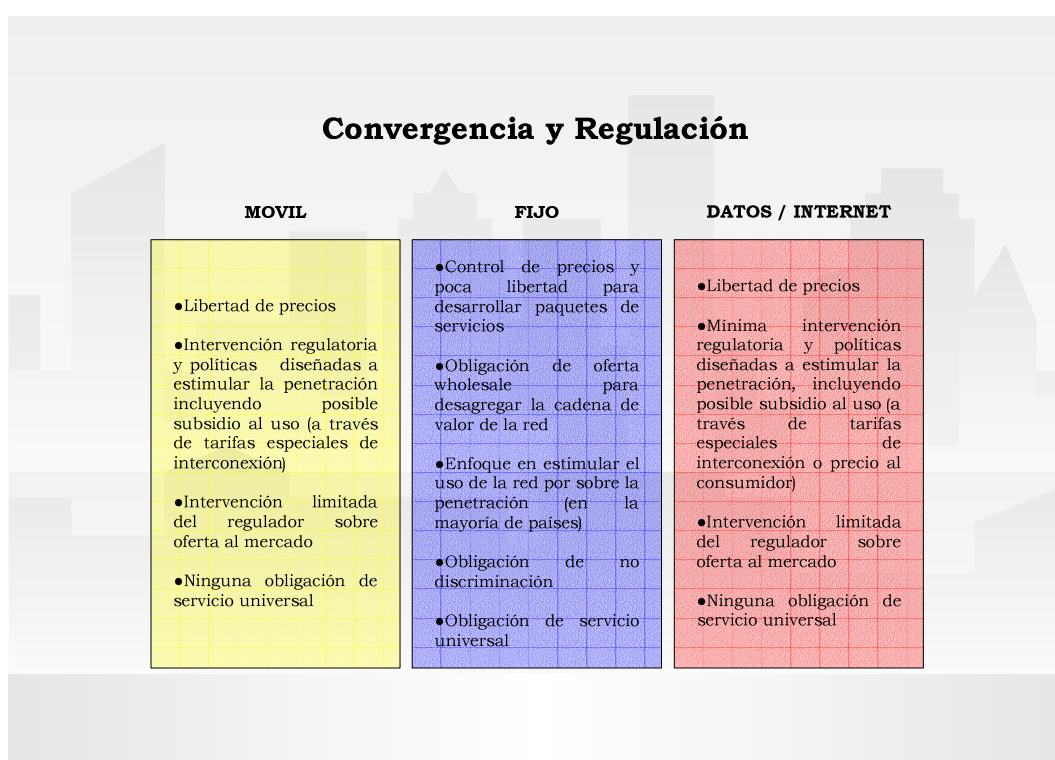 Convergencia y Regulación
MOVIL
●Libertad de precios
●Intervención regulatoria
y políticas diseñadas a
estimular la penetración
incluyendo posible
subsidio al uso (a través
de tarifas especiales de
interconexión)
●Intervención limitada
del regulador sobre
oferta al mercado
●Ninguna obligación de
servicio universal
FIJO
●Control de precios y
poca libertad para
desarrollar paquetes de
servicios
●Obligación de oferta
wholesale para
desagregar la cadena de
valor de la red
●Enfoque en estimular el
uso de la red por sobre la
penetración (en la
mayoría de países)
●Obligación de no
discriminación
●Obligación de servicio
universal
DATOS / INTERNET
●Libertad de precios
●Mínima intervención
regulatoria y políticas
diseñadas a estimular la
penetración, incluyendo
posible subsidio al uso (a
través de tarifas
especiales de
interconexión o precio al
consumidor)
●Intervención limitada
del regulador sobre
oferta al mercado
●Ninguna obligación de
servicio universal